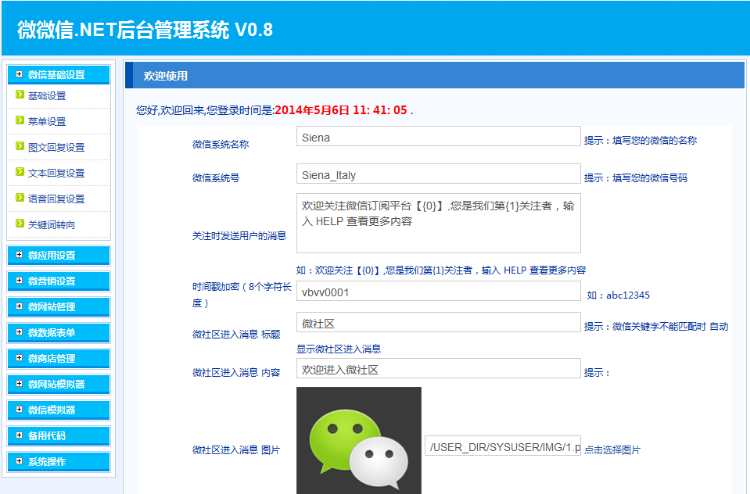 微微信.NET后台管理系统 V0.8
微信基础设置
基础设置
菜单设置
图文回复设置
文本回复设置
语音回复设置
关键词转向
微应用设置
微营销设置
微网站管理
微数据表单
微商店管理
微网站模拟器
微信模拟器
备用代码
系统操作
欢迎使用
您好,欢迎回来,您登录时间是:2014年5月6日 11: 41: 05 .
微信系统名称 Siena 提示：填写您的微信的名称
微信系统号 Siena_Italy 提示：填写您的微信号码
关注时发送用户的消息
欢迎关注微信订阅平台【{0}】,您是我们第{1}关注者，输
入 HELP 查看更多内容
如：欢迎关注【{0}】,您是我们第{1}关注者，输入 HELP 查看更多内容
时间戳加密（8个字符长
度）
vbvv0001 如：abc12345
微社区进入消息 标题 微社区 提示：微信关键字不能匹配时 自动
显示微社区进入消息
微社区进入消息 内容 欢迎进入微社区 提示：
微社区进入消息 图片 /USER_DIR/SYSUSER/IMG/1.p 点击选择图片